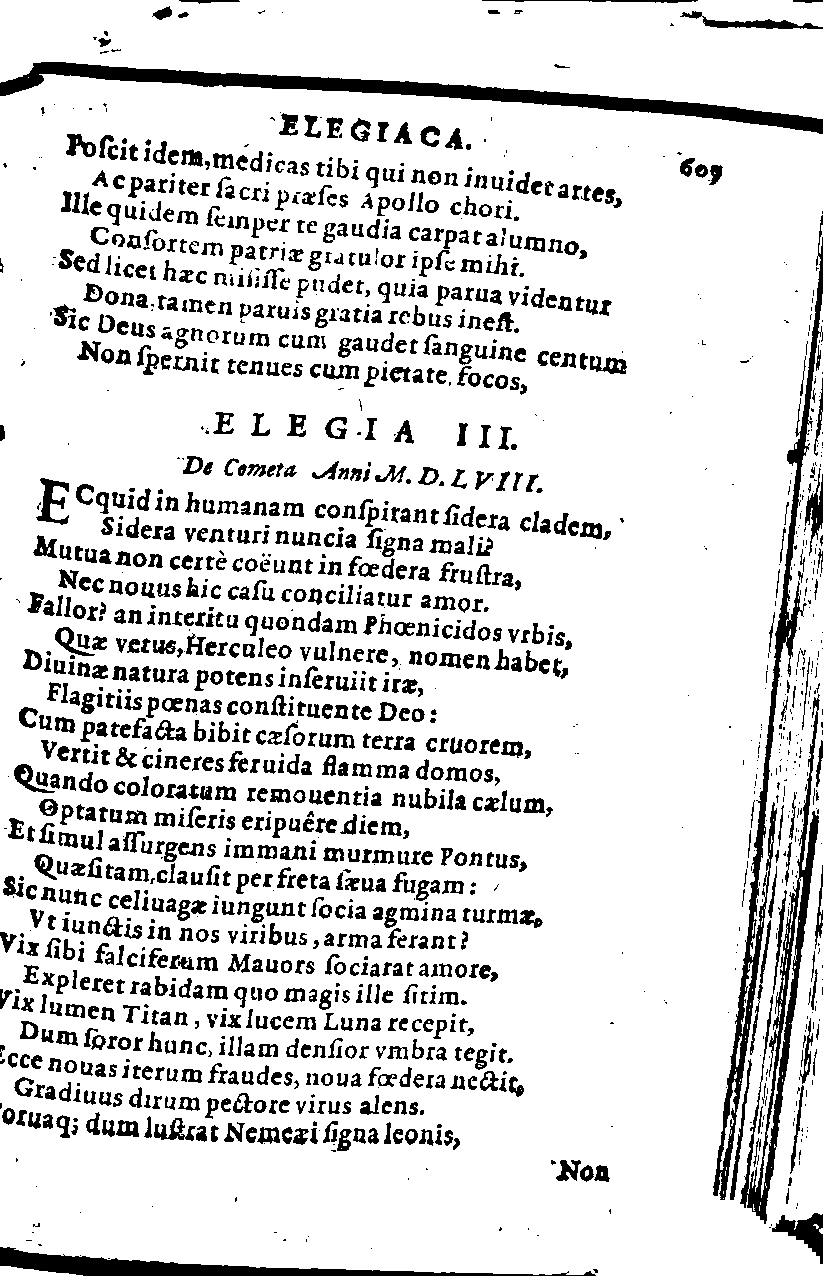 ELEGIACA. 609
Poſcit idem, medicas tibi qui non inuidet artes,
Ac pariter ſacri præſes Apollo chori.
Ille quidem ſemper te gaudia carpat alumno,
Conſortem patriæ gratulor ipſe mihi.
Sed licet hæc miſiſſe pudet, quia parua videntur
Dona, tamen paruis gratia rebus ineſt.
Sic Deus agnorum cum gaudet ſanguine centum
Non ſpernit tenues cum pietate focos,
ELEGIA III.
De Cometa Anni M. D. LVIII.
ECquid in humanam conſpirant ſidera cladem,
Sidera venturi nuncia ſigna mali?
Mutua non certè coëunt in fœdera fruſtra,
Nec nouus hic caſu conciliatur amor.
Fallor? an interitu quondam Phœnicidos vrbis,
Quæ vetus, Herculeo vulnere, nomen habet,
Diuinæ natura potens inſeruiit iræ,
Flagitiis pœnas conſtituente Deo:
Cum patefacta bibit cæſorum terra cruorem,
Vertit & cineres feruida flamma domos,
Quando coloratum remouentia nubila cælum,
Optatum miſeris eripuêre diem,
Et ſimul aſſurgens immani murmure Pontus,
Quæſitam, clauſit per freta ſæua fugam:
Sic nunc celiuagæ iungunt ſocia agmina turmæ,
Vt iunctis in nos viribus, arma ferant?
Vix ſibi falciferum Mauors ſociarat amore,
Expleret rabidam quo magis ille ſitim.
Vix lumen Titan, vix lucem Luna recepit,
Dum ſoror hunc, illam denſior vmbra tegit.
Ecce nouas iterum fraudes, noua fœdera nectit,
Gradiuus dirum pectore virus alens.
oruaq; dum luſtrat Nemeæi ſigna leonis,
Non